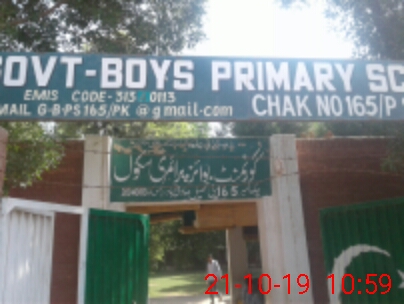 GOVT-BOYS PRIMARY SC
EMIS CODE-313 0113
MAIL G-B-PS165/PK @gmail-com CHAK NO 165/P
گورنمنٹ بوائز پرائمری سکول
165
21-10-19 10:59